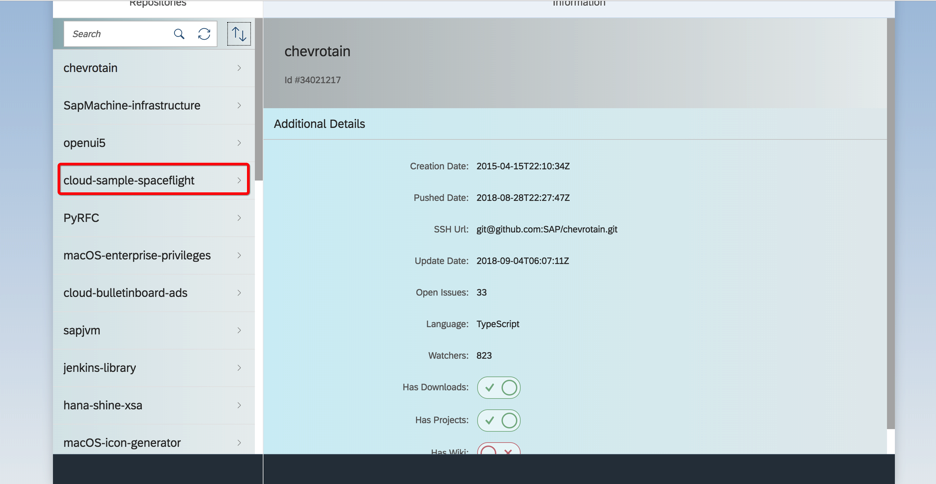 Repositories
Information
Search
chevrotain
SapMachine-infrastructure
openui5
cloud-sample-spaceflight
PyRFC
macOS-enterprise-privileges
cloud-bulletinboard-ads
sapjvm
jenkins-library
hana-shine-xsa
macOS-icon-generator
chevrotain
Id #34021217
Additional Details
Creation Date: 2015-04-15T22:10:34Z
Pushed Date: 2018-08-28T22:27:47Z
SSH Url: git@github.com:SAP/chevrotain.git
Update Date: 2018-09-04T06:07:11Z
Open Issues: 33
Language: TypeScript
Watchers: 823
Has Downloads:
Has Projects:
Has Wiki: